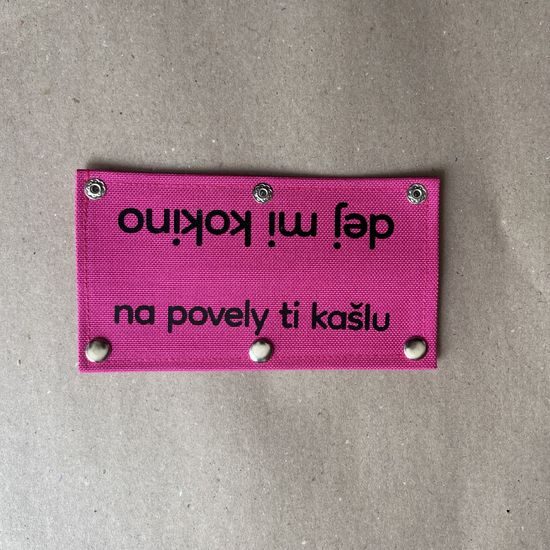 dej mi kokino
na povely ti kašlu